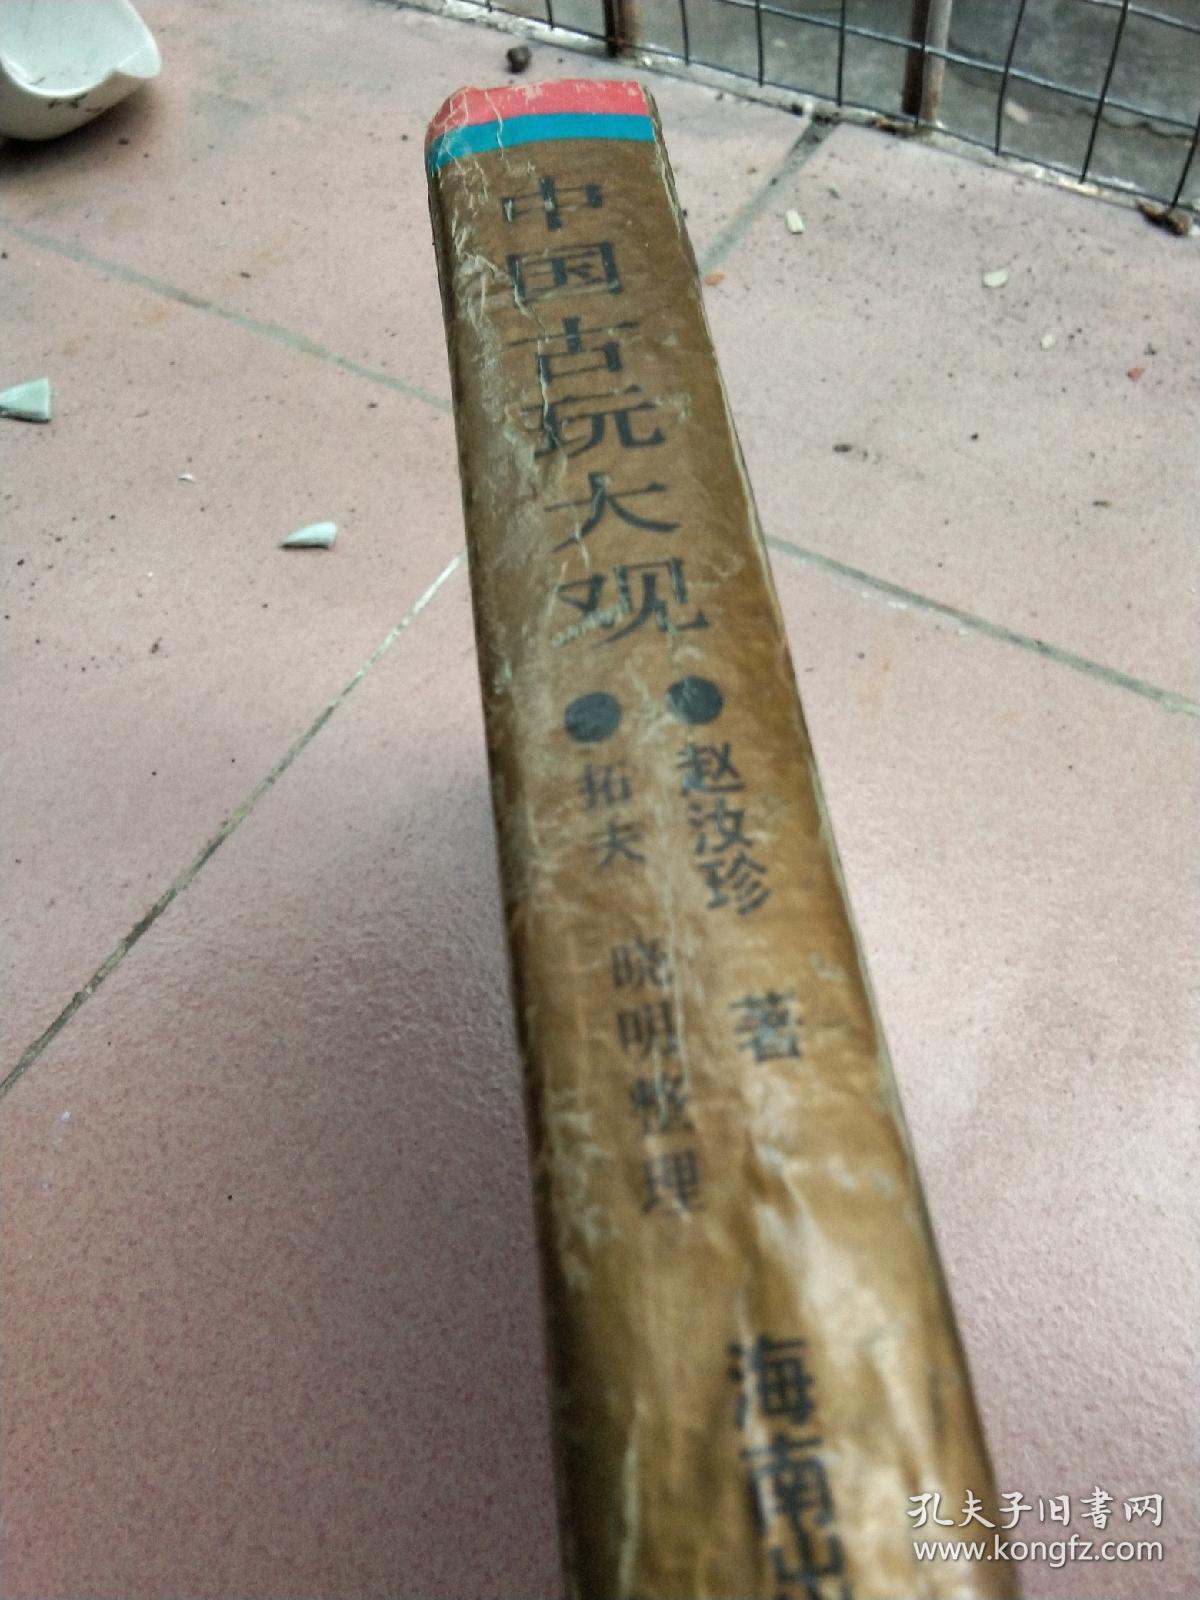 中国古玩大观
●赵汝珍 著
●拓夫 晓明整理
海南出
孔夫子旧书网
www.kongfz.com